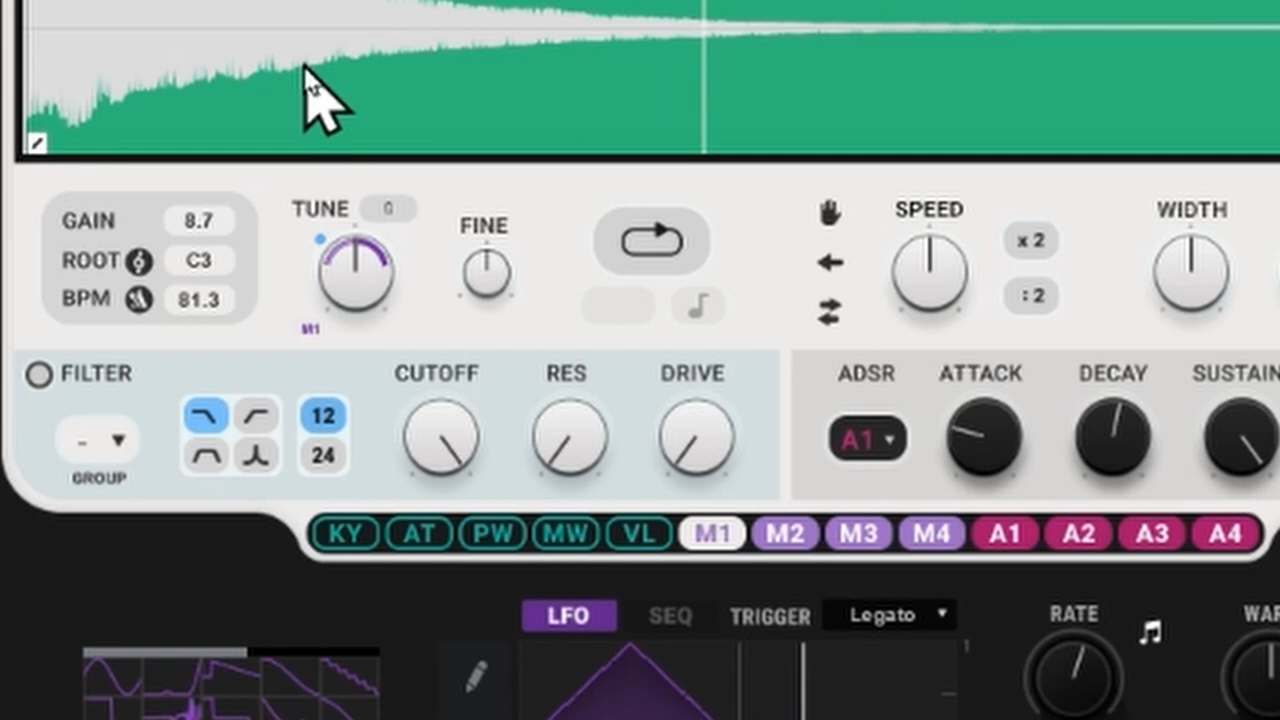 GAIN 8.7
ROOT C3
BPM 81.3
TUNE 0
M1
FINE
SPEED
x 2
: 2
WIDTH
FILTER
-
GROUP
12
24
CUTOFF RES DRIVE
ADSR ATTACK DECAY SUSTAIN
A1
KY AT PW MW VL M1 M2 M3 M4 A1 A2 A3 A4
LFO SEQ TRIGGER Legato
1
RATE